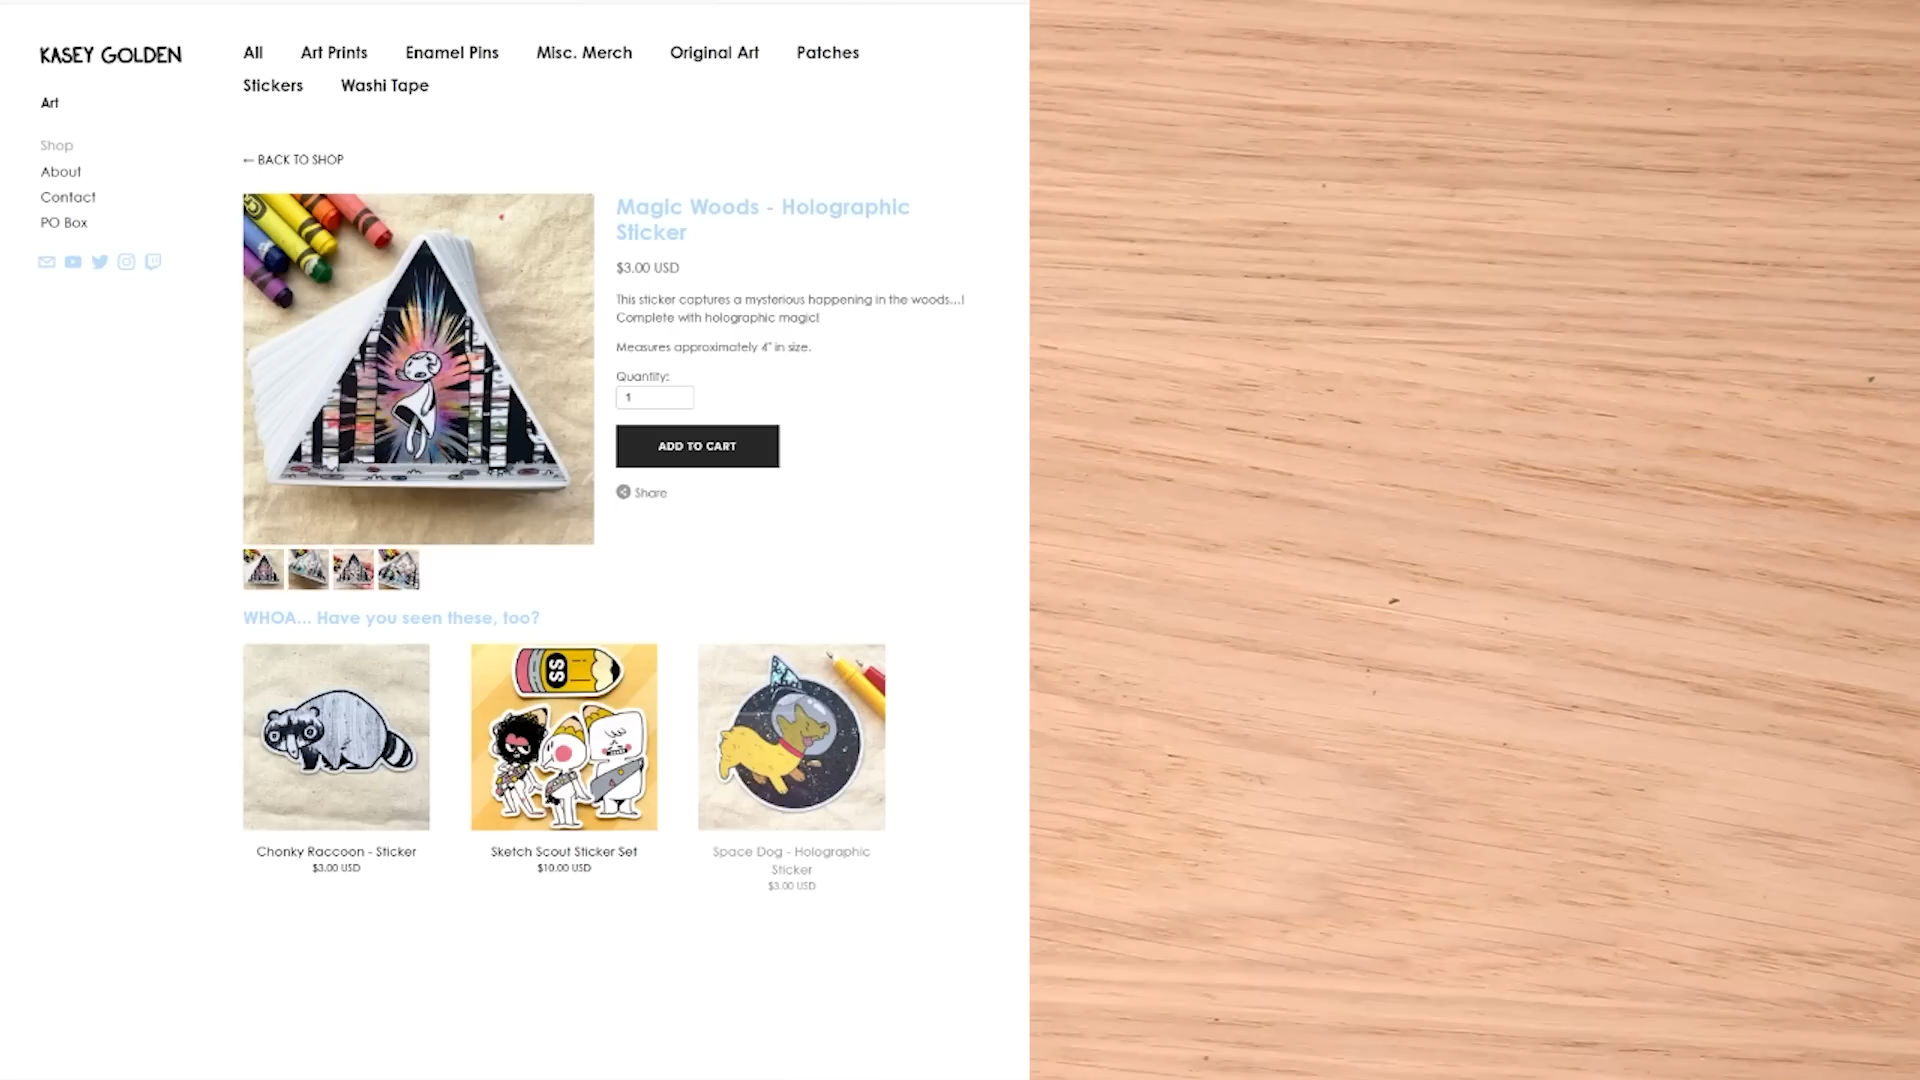 KASEY GOLDEN
All Art Prints Enamel Pins Misc. Merch Original Art Patches
Stickers Washi Tape
Art
Shop
About
Contact
PO Box
← BACK TO SHOP
Magic Woods - Holographic
Sticker
$3.00 USD
This sticker captures a mysterious happening in the woods...!
Complete with holographic magic!
Measures approximately 4" in size.
Quantity:
1
ADD TO CART
Share
WHOA... Have you seen these, too?
SS
Chonky Raccoon - Sticker
$3.00 USD
Sketch Scout Sticker Set
$10.00 USD
Space Dog - Holographic
Sticker
$3.00 USD